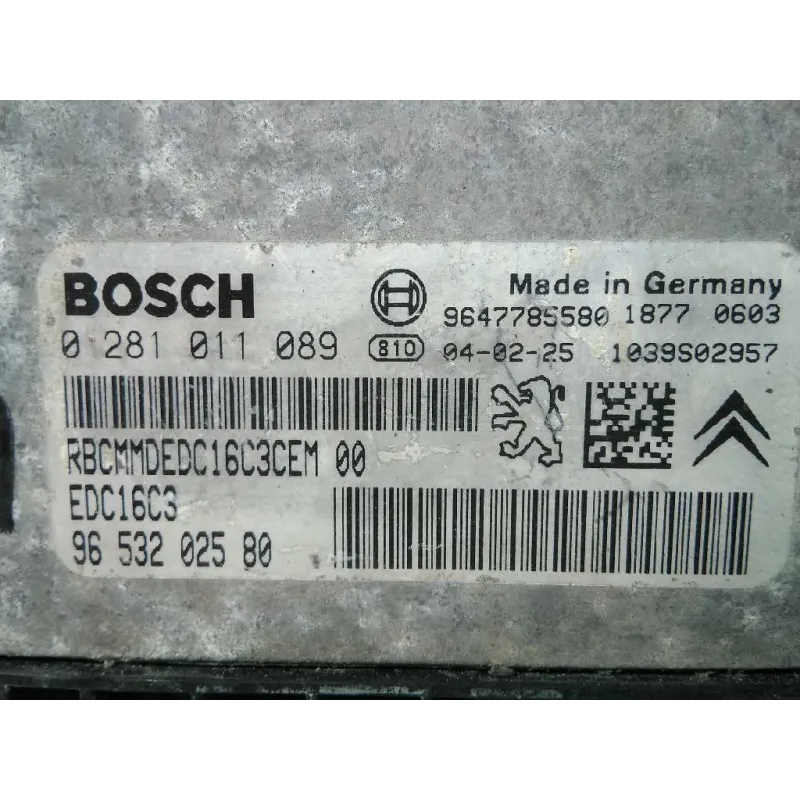 BOSCH
Made in Germany
9647785580 1877 0603
0 281 011 089 810 04-02-25 1039S02957
RBCMMDEDC16C3CEM 00
EDC16C3
96 532 025 80